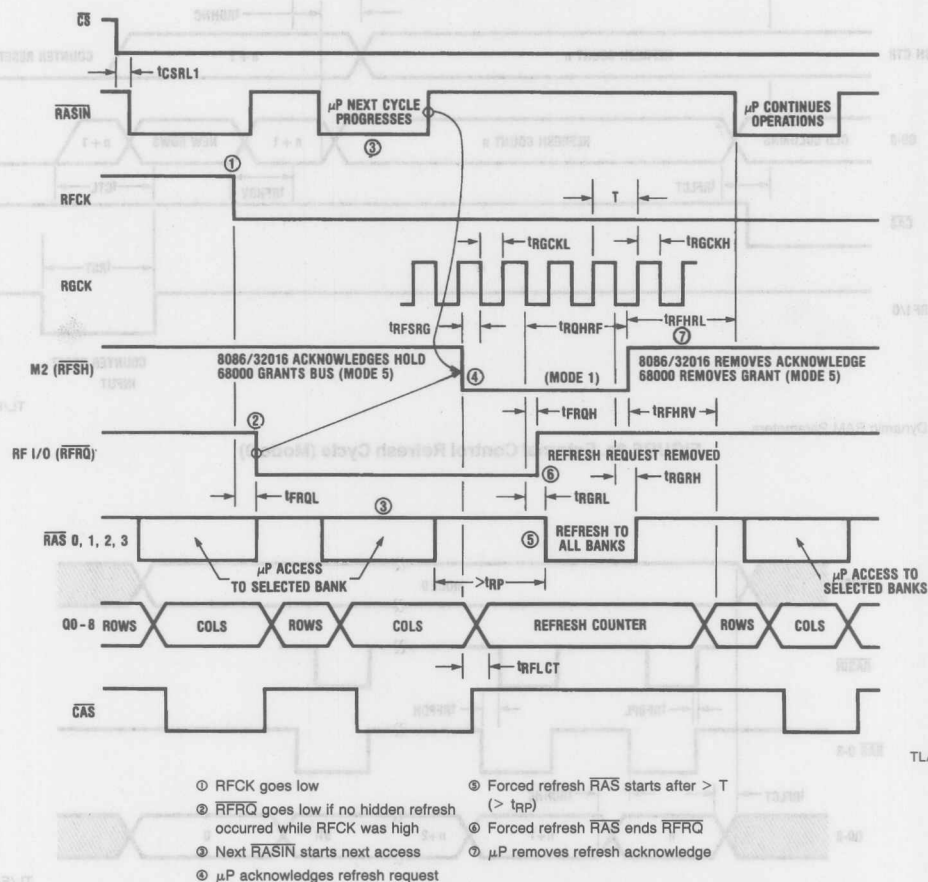 CS
tCSRL1
RASIN
μP NEXT CYCLE
PROGRESSES
③
μP CONTINUES
OPERATIONS
①
RFCK
T
tRGCKL
tRGCKH
RGCK
tRFSRG
tRQHRF
tRFHRL
⑦
M2 (RFSH)
8086/32016 ACKNOWLEDGES HOLD
68000 GRANTS BUS (MODE 5)
④
(MODE 1)
8086/32016 REMOVES ACKNOWLEDGE
68000 REMOVES GRANT (MODE 5)
②
tFRQH
tRFHRV
RF I/O (RFRQ)
REFRESH REQUEST REMOVED
⑥
tFRQL
tRGRL
tRGRH
③
RAS 0, 1, 2, 3
⑤
REFRESH TO
ALL BANKS
μP ACCESS
TO SELECTED BANK
>tRP
μP ACCESS TO
SELECTED BANKS
Q0-8
ROWS
COLS
ROWS
COLS
REFRESH COUNTER
ROWS
COLS
tRFLCT
CAS
TL/
① RFCK goes low
② RFRQ goes low if no hidden refresh
occurred while RFCK was high
③ Next RASIN starts next access
④ μP acknowledges refresh request
⑤ Forced refresh RAS starts after > T
(> tRP)
⑥ Forced refresh RAS ends RFRQ
⑦ μP removes refresh acknowledge